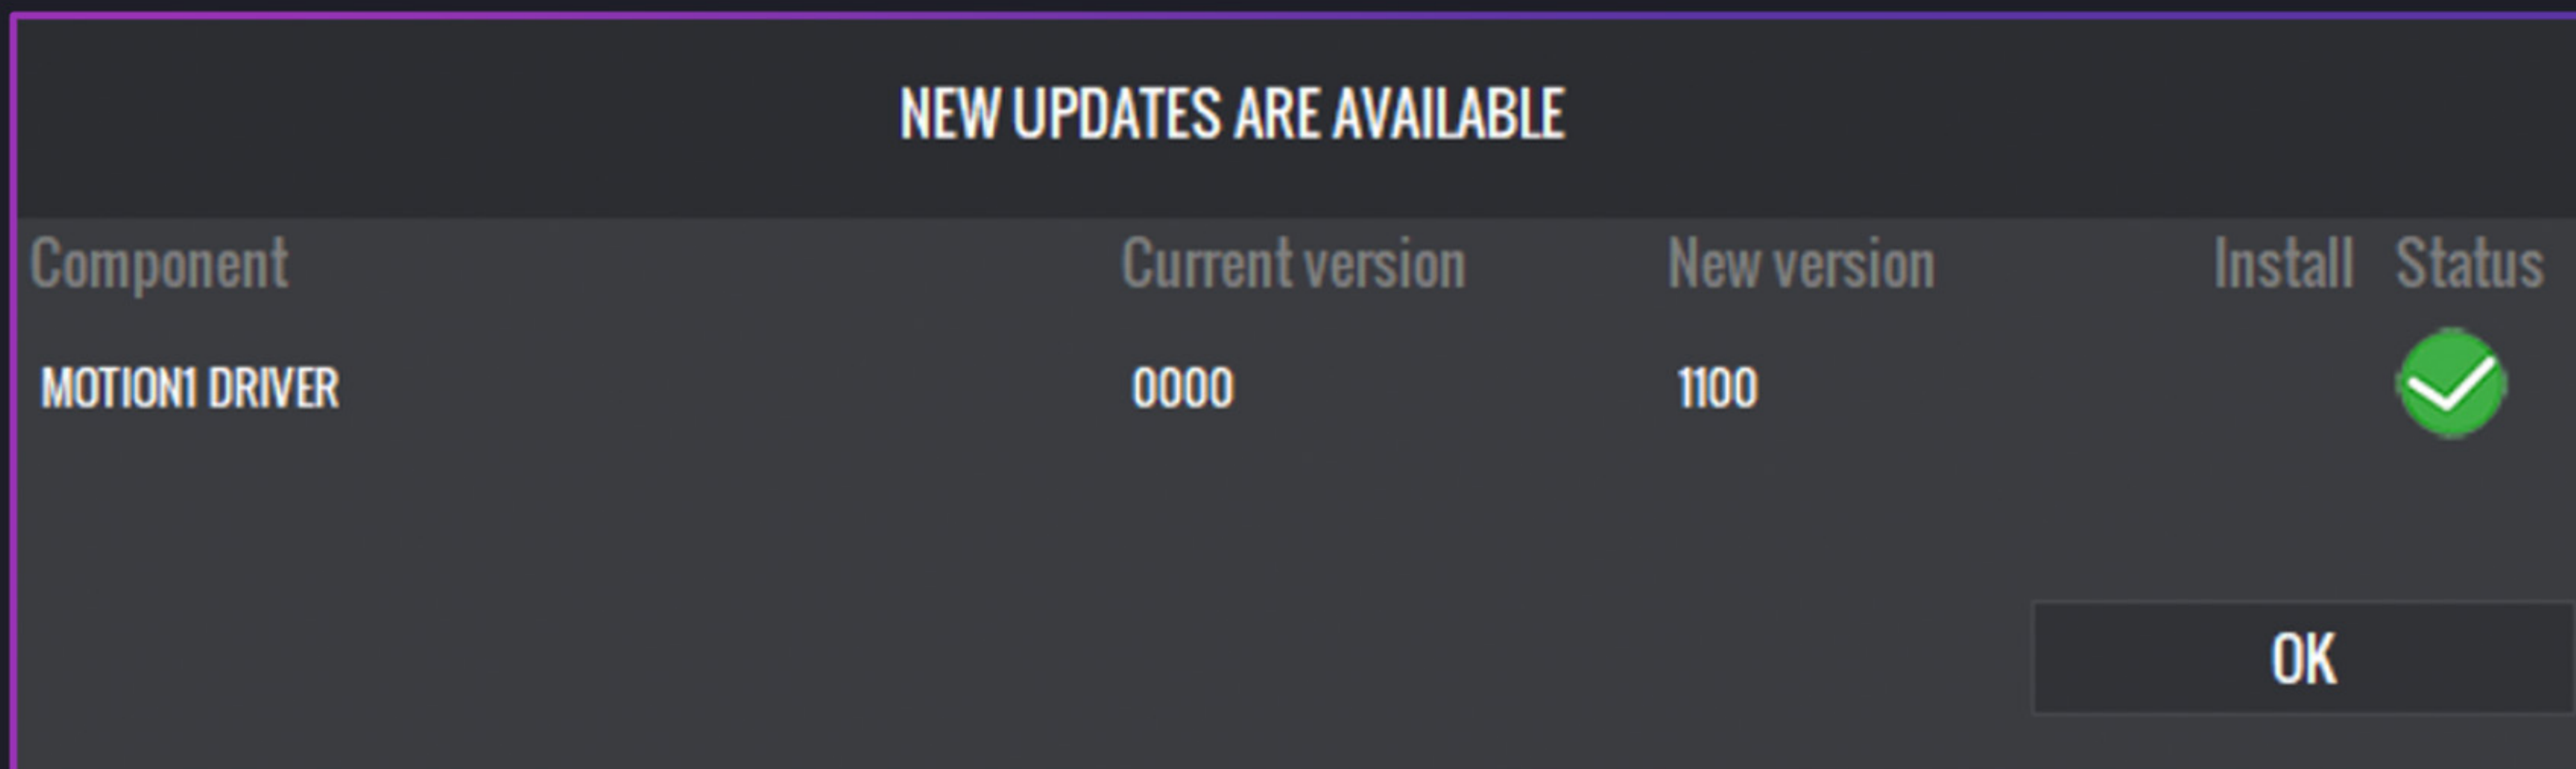 NEW UPDATES ARE AVAILABLE
Component Current version New version Install Status
MOTION1 DRIVER 0000 1100
OK